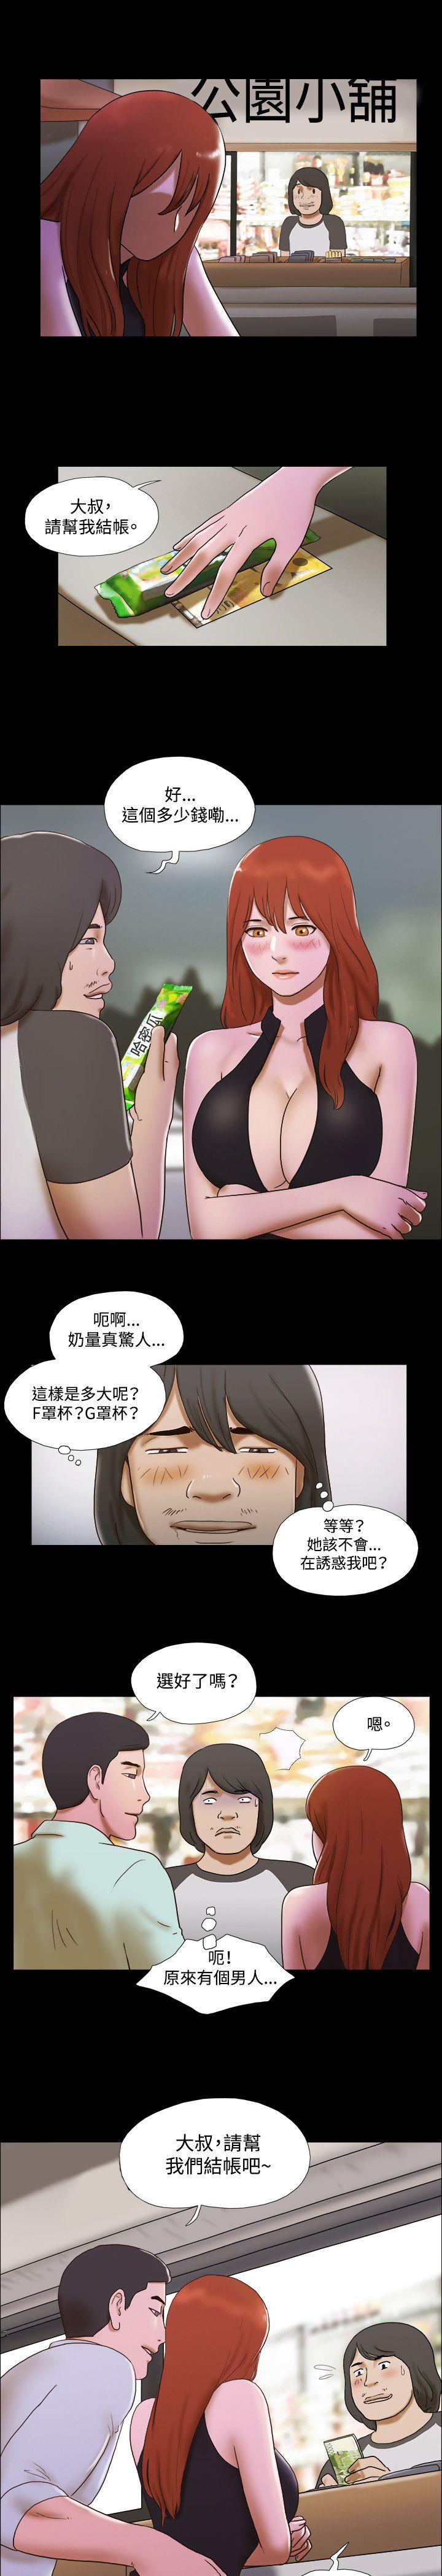 公園小舖
大叔，
請幫我結帳。
好…
這個多少錢嘞…
哈密瓜
呃啊…
奶量真驚人…
這樣是多大呢？
F罩杯？G罩杯？
等等？
她該不會…
在誘惑我吧？
選好了嗎？
嗯。
呃！
原來有個男人…
大叔，請幫
我們結帳吧~